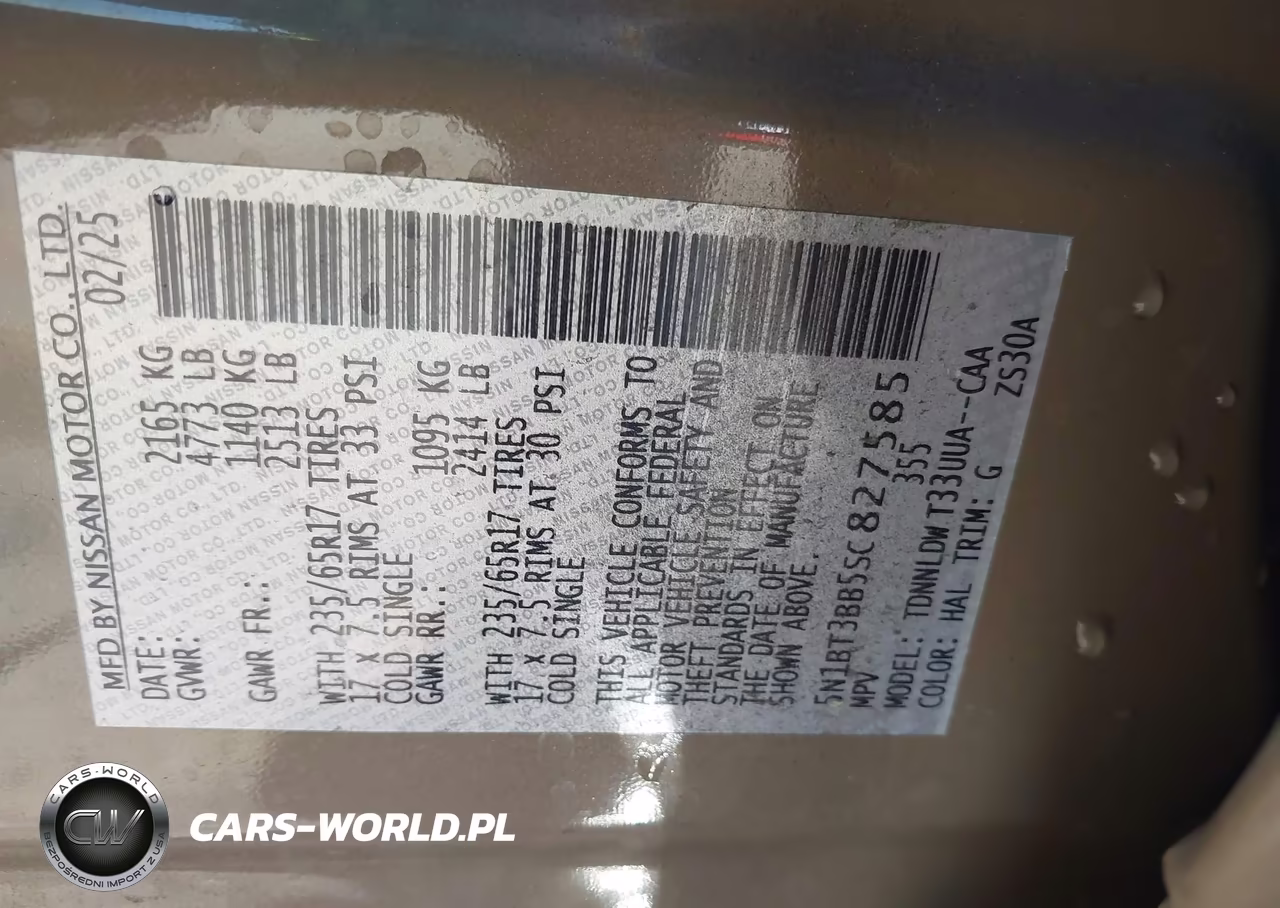 MFD BY NISSAN MOTOR CO., LTD.
DATE: 02/25
GVWR: 2165 KG
4773 LB
GAWR FR.: 1140 KG
2513 LB
WITH 235/65R17 TIRES
17 x 7.5 RIMS AT 33 PSI
COLD SINGLE
GAWR RR.: 1095 KG
2414 LB
WITH 235/65R17 TIRES
17 x 7.5 RIMS AT 30 PSI
COLD SINGLE
THIS VEHICLE CONFORMS TO
ALL APPLICABLE FEDERAL
MOTOR VEHICLE SAFETY AND
THEFT PREVENTION
STANDARDS IN EFFECT ON
THE DATE OF MANUFACTURE
SHOWN ABOVE.
5N1BT3BB5SC827585
MPV 355
MODEL: TDNNLDWT33UUA--CAA
COLOR: HAL TRIM: G ZS30A
CARS-WORLD
CW
BEZPOŚREDNI IMPORT Z USA
CARS-WORLD.PL